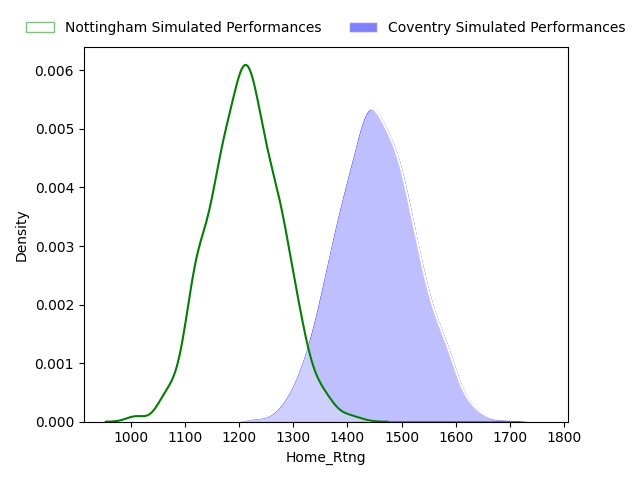 Nottingham Simulated Performances
Coventry Simulated Performances
0.006
0.005
0.004
0.003
0.002
0.001
0.000
Density
1000 1100 1200 1300 1400 1500 1600 1700 1800
Home_Rtng